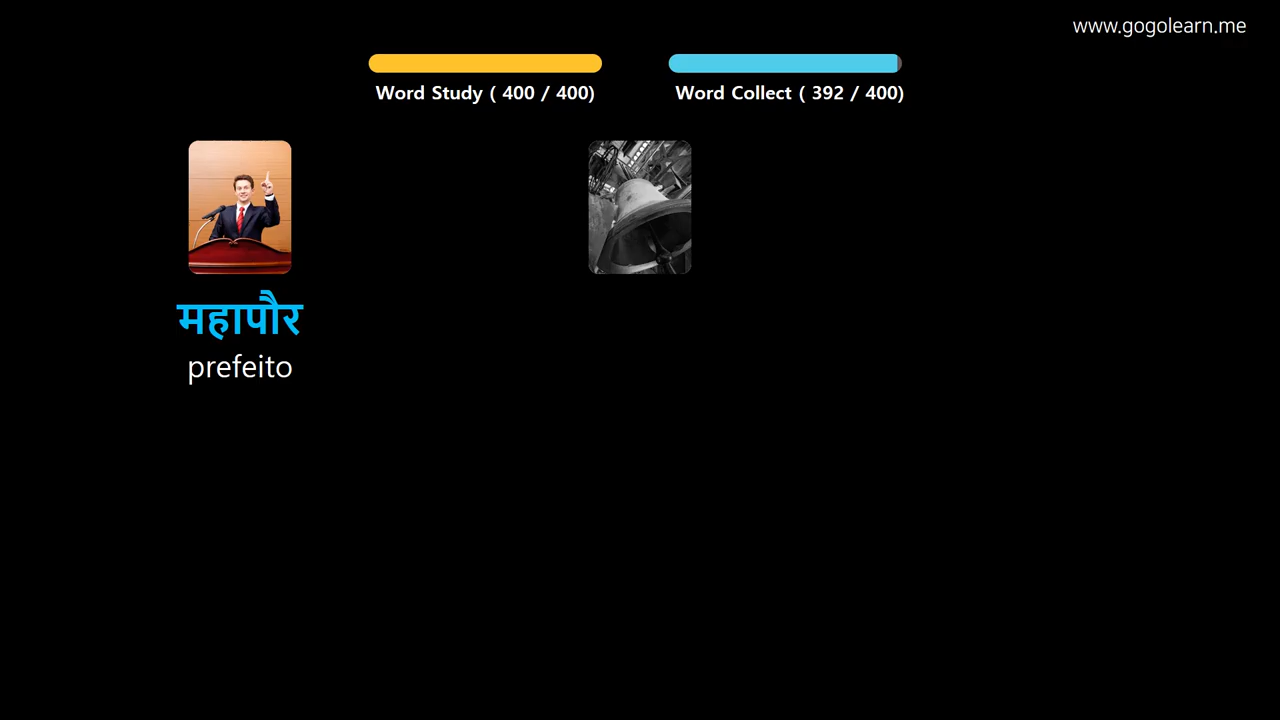 www.gogolearn.me
Word Study ( 400 / 400)
Word Collect ( 392 / 400)
महापौर
prefeito